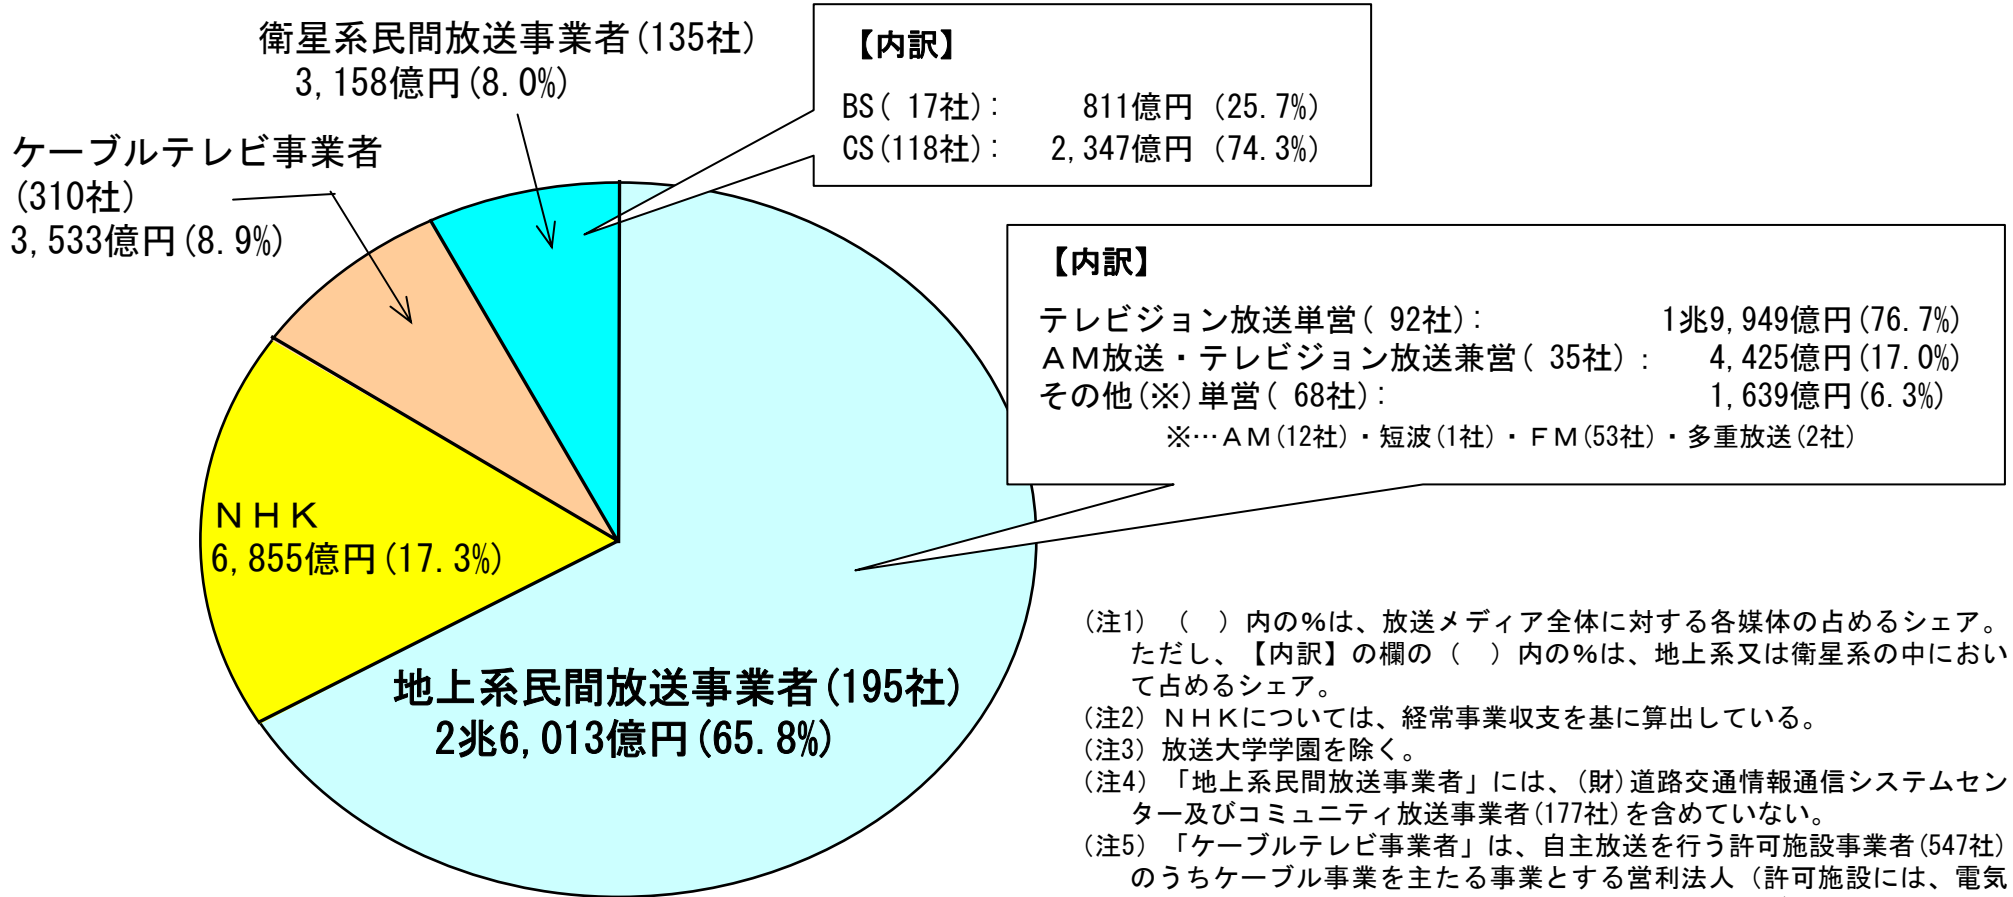 衛星系民間放送事業者(135社)
3,158億円(8.0%)
【内訳】
BS( 17社): 811億円 (25.7%)
CS(118社): 2,347億円 (74.3%)
ケーブルテレビ事業者
(310社)
3,533億円(8.9%)
【内訳】
テレビジョン放送単営( 92社): 1兆9,949億円(76.7%)
AM放送・テレビジョン放送兼営( 35社): 4,425億円(17.0%)
その他(※)単営( 68社): 1,639億円(6.3%)
※…AM(12社)・短波(1社)・FM(53社)・多重放送(2社)
NHK
6,855億円(17.3%)
地上系民間放送事業者(195社)
2兆6,013億円(65.8%)
(注1) ( )内の%は、放送メディア全体に対する各媒体の占めるシェア。
ただし、【内訳】の欄の( )内の%は、地上系又は衛星系の中におい
て占めるシェア。
(注2) NHKについては、経常事業収支を基に算出している。
(注3) 放送大学学園を除く。
(注4) 「地上系民間放送事業者」には、(財)道路交通情報通信システムセン
ター及びコミュニティ放送事業者(177社)を含めていない。
(注5) 「ケーブルテレビ事業者」は、自主放送を行う許可施設事業者(547社)
のうちケーブル事業を主たる事業とする営利法人(許可施設には、電気